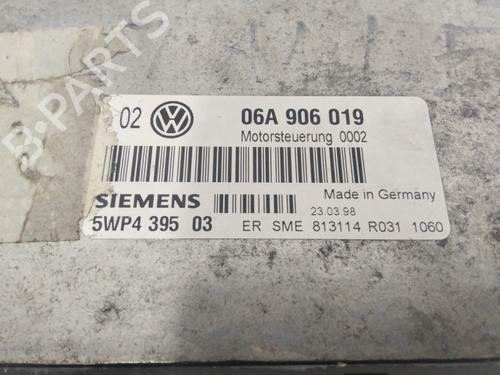 02 VW 06A 906 019
Motorsteuerung 0002
SIEMENS Made in Germany
23.03.98
5WP4 395 03 ER SME 813114 R031 1060
B-PARTS